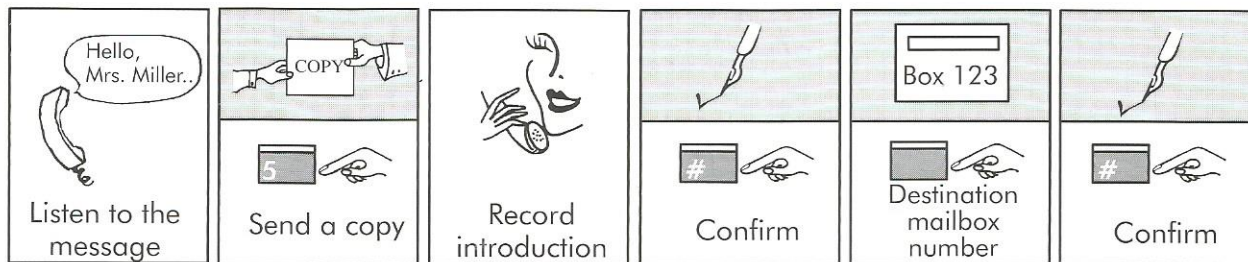 Hello,
Mrs. Miller..
Listen to the
message
COPY
5
Send a copy
Record
introduction
#
Confirm
Box 123
Destination
mailbox
number
#
Confirm